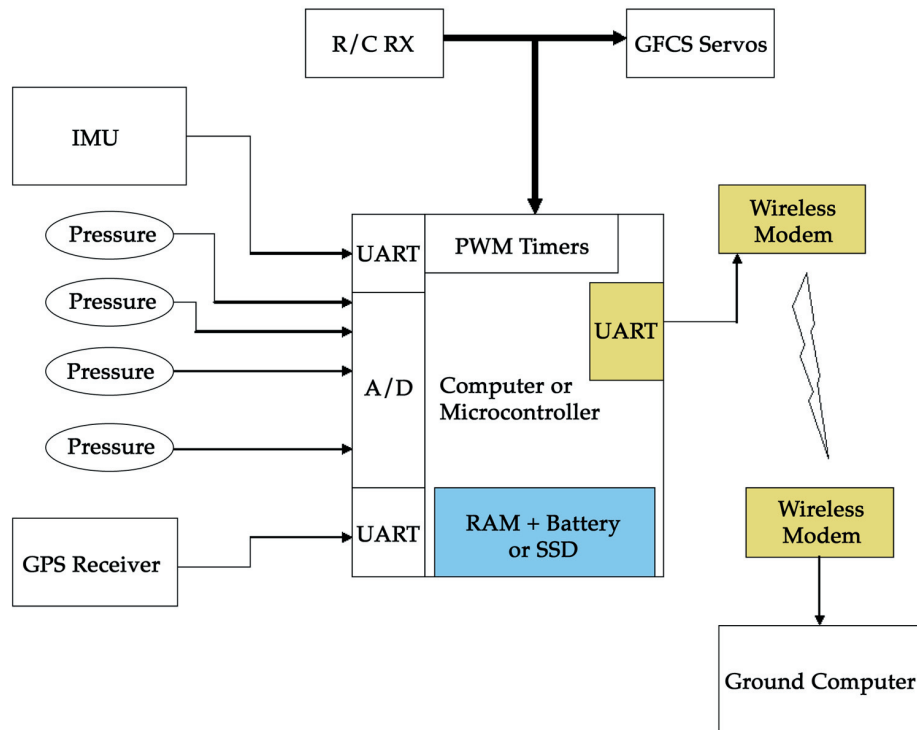 R/C RX
GFCS Servos
IMU
Pressure
Pressure
Pressure
Pressure
GPS Receiver
UART
A/D
UART
PWM Timers
UART
Computer or
Microcontroller
RAM + Battery
or SSD
Wireless
Modem
Wireless
Modem
Ground Computer